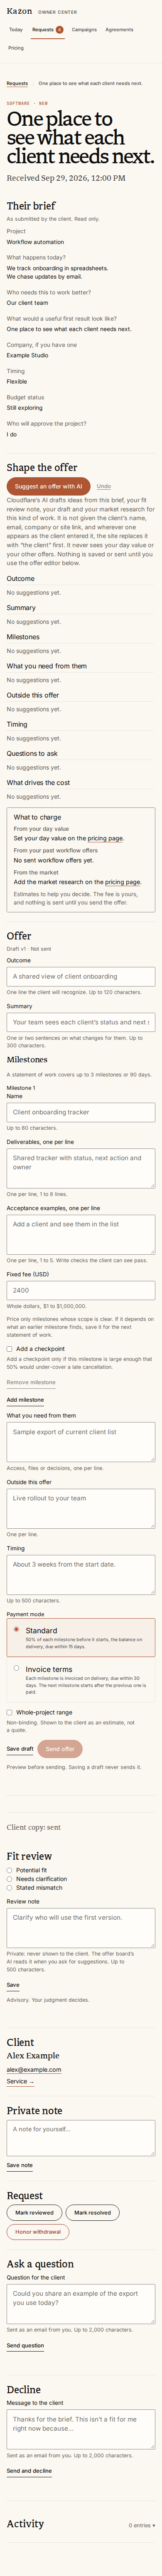 Kazon OWNER CENTER
Today Requests 4 Campaigns Agreements
Pricing
Requests One place to see what each client needs next.
SOFTWARE · NEW
One place to
see what each
client needs next.
Received Sep 29, 2026, 12:00 PM
Their brief
As submitted by the client. Read only.
Project
Workflow automation
What happens today?
We track onboarding in spreadsheets.
We chase updates by email.
Who needs this to work better?
Our client team
What would a useful first result look like?
One place to see what each client needs next.
Company, if you have one
Example Studio
Timing
Flexible
Budget status
Still exploring
Who will approve the project?
I do
Shape the offer
Suggest an offer with AI Undo
Cloudflare's AI drafts ideas from this brief, your fit
review note, your draft and your market research for
this kind of work. It is not given the client's name,
email, company or site link, and wherever one
appears as the client entered it, the site replaces it
with "the client" first. It never sees your day value or
your other offers. Nothing is saved or sent until you
use the offer editor below.
Outcome
No suggestions yet.
Summary
No suggestions yet.
Milestones
No suggestions yet.
What you need from them
No suggestions yet.
Outside this offer
No suggestions yet.
Timing
No suggestions yet.
Questions to ask
No suggestions yet.
What drives the cost
No suggestions yet.
What to charge
From your day value
Set your day value on the pricing page.
From your past workflow offers
No sent workflow offers yet.
From the market
Add the market research on the pricing page.
Estimates to help you decide. The fee is yours,
and nothing is sent until you send the offer.
Offer
Draft v1 · Not sent
Outcome
A shared view of client onboarding
One line the client will recognize. Up to 120 characters.
Summary
Your team sees each client's status and next s
One or two sentences on what changes for them. Up to
300 characters.
Milestones
A statement of work covers up to 3 milestones or 90 days.
Milestone 1
Name
Client onboarding tracker
Up to 80 characters.
Deliverables, one per line
Shared tracker with status, next action and
owner
One per line, 1 to 8 lines.
Acceptance examples, one per line
Add a client and see them in the list
One per line, 1 to 5. Write checks the client can see pass.
Fixed fee (USD)
2400
Whole dollars, $1 to $1,000,000.
Price only milestones whose scope is clear. If it depends on
what an earlier milestone finds, save it for the next
statement of work.
Add a checkpoint
Add a checkpoint only if this milestone is large enough that
50% would under-cover a late cancellation.
Remove milestone
Add milestone
What you need from them
Sample export of current client list
Access, files or decisions, one per line.
Outside this offer
Live rollout to your team
One per line.
Timing
About 3 weeks from the start date.
Up to 500 characters.
Payment mode
Standard
50% of each milestone before it starts, the balance on
delivery, due within 15 days.
Invoice terms
Each milestone is invoiced on delivery, due within 30
days. The next milestone starts after the previous one is
paid.
Whole-project range
Non-binding. Shown to the client as an estimate, not
a quote.
Save draft Send offer
Preview before sending. Saving a draft never sends it.
Client copy: sent
Fit review
Potential fit
Needs clarification
Stated mismatch
Review note
Clarify who will use the first version.
Private: never shown to the client. The offer board's
AI reads it when you ask for suggestions. Up to
500 characters.
Save
Advisory. Your judgment decides.
Client
Alex Example
alex@example.com
Service →
Private note
A note for yourself...
Save note
Request
Mark reviewed Mark resolved
Honor withdrawal
Ask a question
Question for the client
Could you share an example of the export
you use today?
Sent as an email from you. Up to 2,000 characters.
Send question
Decline
Message to the client
Thanks for the brief. This isn't a fit for me
right now because...
Sent as an email from you. Up to 2,000 characters.
Send and decline
Activity 0 entries ▾